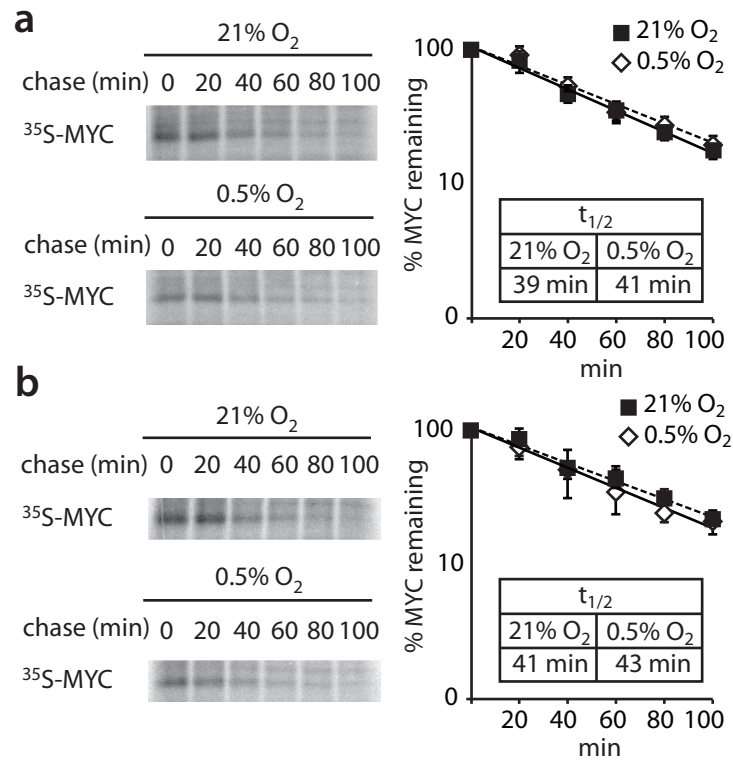 a
21% O₂
chase (min) 0 20 40 60 80 100
³⁵S-MYC
0.5% O₂
chase (min) 0 20 40 60 80 100
³⁵S-MYC
21% O₂
0.5% O₂
% MYC remaining
100
10
0
t₁/₂
21% O₂ 0.5% O₂
39 min 41 min
20 40 60 80 100
min
b
21% O₂
chase (min) 0 20 40 60 80 100
³⁵S-MYC
0.5% O₂
chase (min) 0 20 40 60 80 100
³⁵S-MYC
21% O₂
0.5% O₂
% MYC remaining
100
10
0
t₁/₂
21% O₂ 0.5% O₂
41 min 43 min
20 40 60 80 100
min